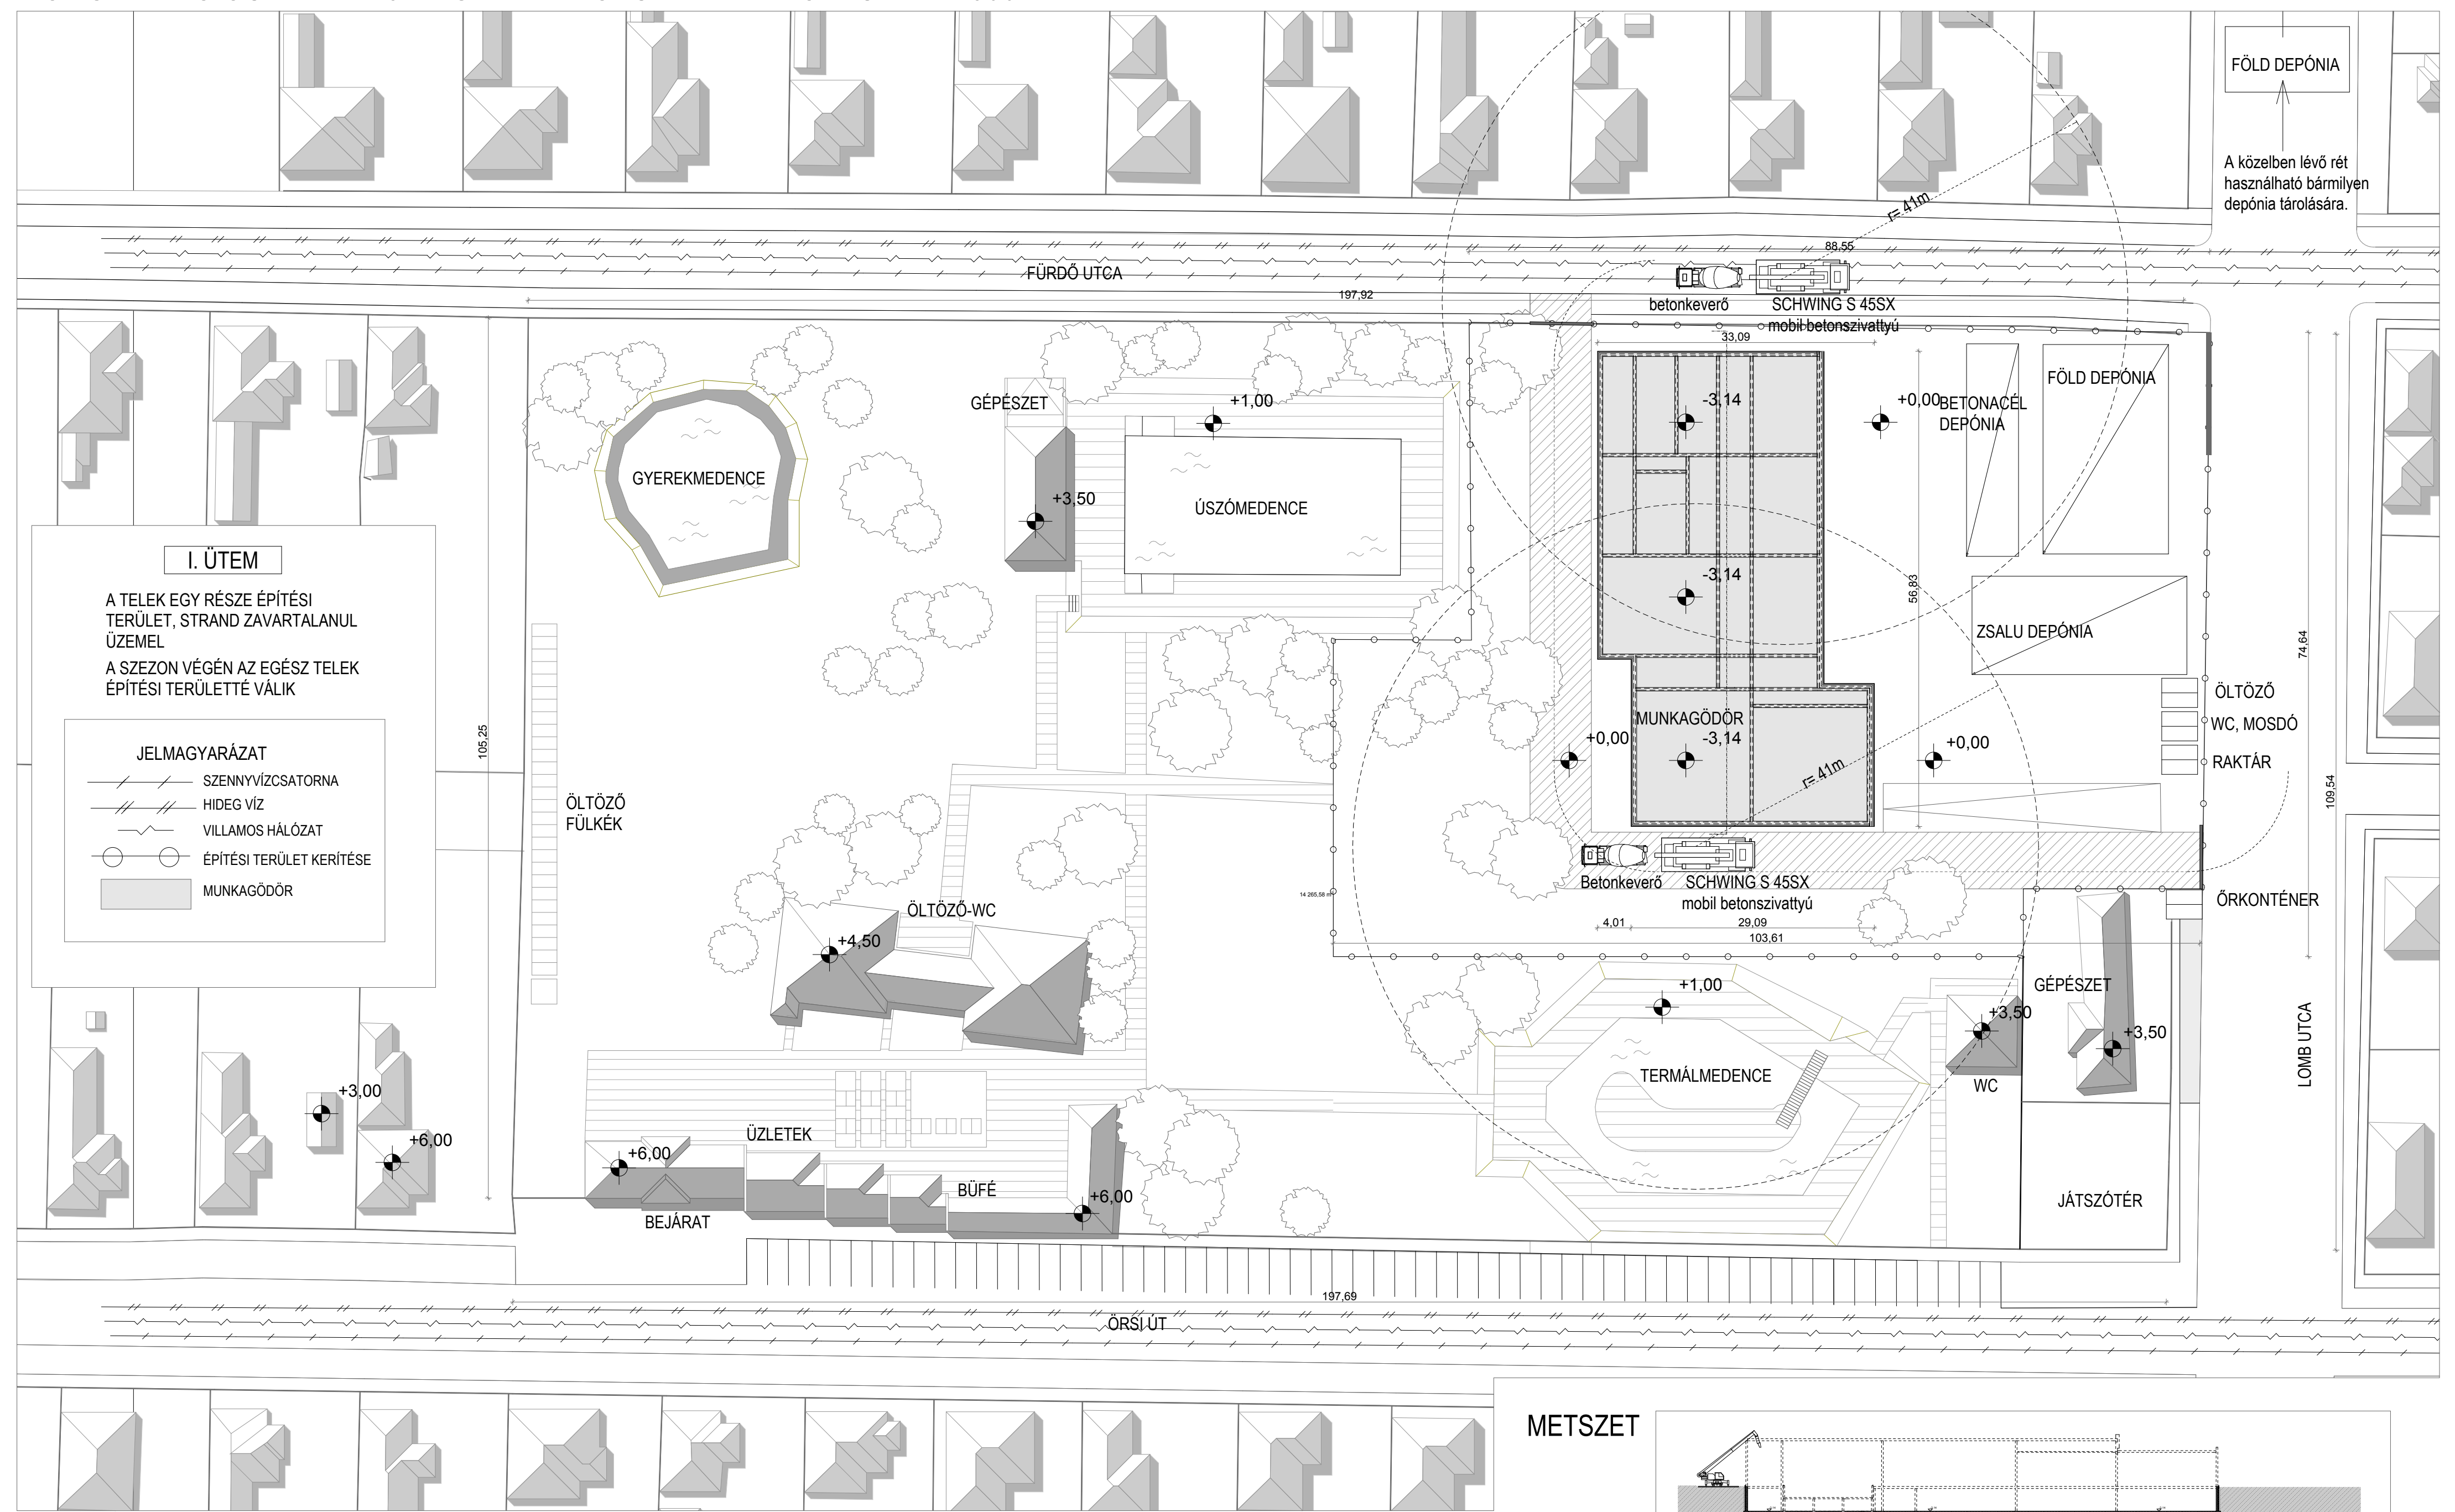 FÖLD DEPÓNIA
A közelben lévő rét
használható bármilyen
depónia tárolására.
r= 41m
88,55
FÜRDŐ UTCA
197,92
betonkeverő
SCHWING S 45SX
mobil betonszivattyú
33,09
GÉPÉSZET
+1,00
-3,14
+0,00
BETONACÉL
DEPÓNIA
FÖLD DEPÓNIA
GYEREKMEDENCE
+3,50
ÚSZÓMEDENCE
I. ÜTEM
A TELEK EGY RÉSZE ÉPÍTÉSI
TERÜLET, STRAND ZAVARTALANUL
ÜZEMEL
A SZEZON VÉGÉN AZ EGÉSZ TELEK
ÉPÍTÉSI TERÜLETTÉ VÁLIK
-3,14
56,83
ZSALU DEPÓNIA
74,64
ÖLTÖZŐ
WC, MOSDÓ
RAKTÁR
105,25
MUNKAGÖDÖR
-3,14
+0,00
+0,00
r= 41m
109,54
JELMAGYARÁZAT
SZENNYVÍZCSATORNA
HIDEG VÍZ
VILLAMOS HÁLÓZAT
ÉPÍTÉSI TERÜLET KERÍTÉSE
MUNKAGÖDÖR
ÖLTÖZŐ
FÜLKÉK
Betonkeverő
SCHWING S 45SX
mobil betonszivattyú
14 265,58 m²
ŐRKONTÉNER
ÖLTÖZŐ-WC
+4,50
4,01
29,09
103,61
GÉPÉSZET
+1,00
+3,50
+3,50
TERMÁLMEDENCE
WC
LOMB UTCA
+3,00
+6,00
ÜZLETEK
+6,00
BÜFÉ
+6,00
BEJÁRAT
JÁTSZÓTÉR
197,69
ÖRSI ÚT
METSZET